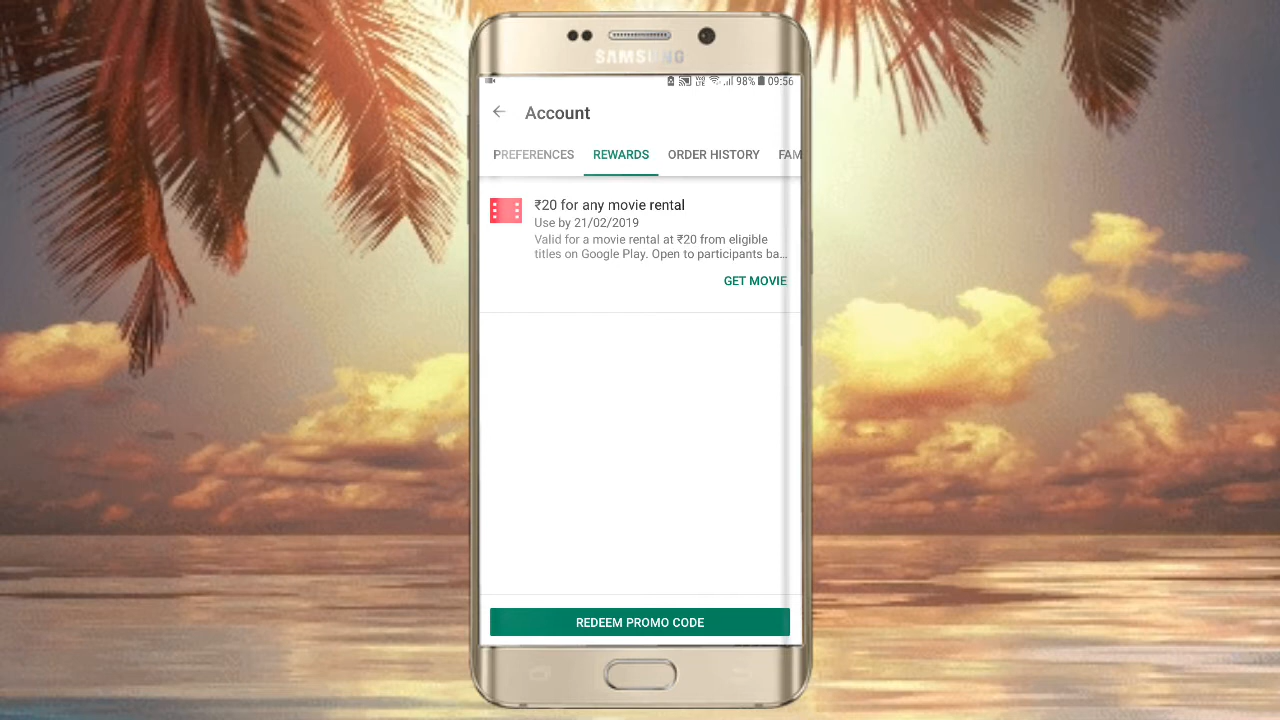 SAMSUNG
98% 09:56
Account
PREFERENCES REWARDS ORDER HISTORY FAM
₹20 for any movie rental
Use by 21/02/2019
Valid for a movie rental at ₹20 from eligible
titles on Google Play. Open to participants ba...
GET MOVIE
REDEEM PROMO CODE